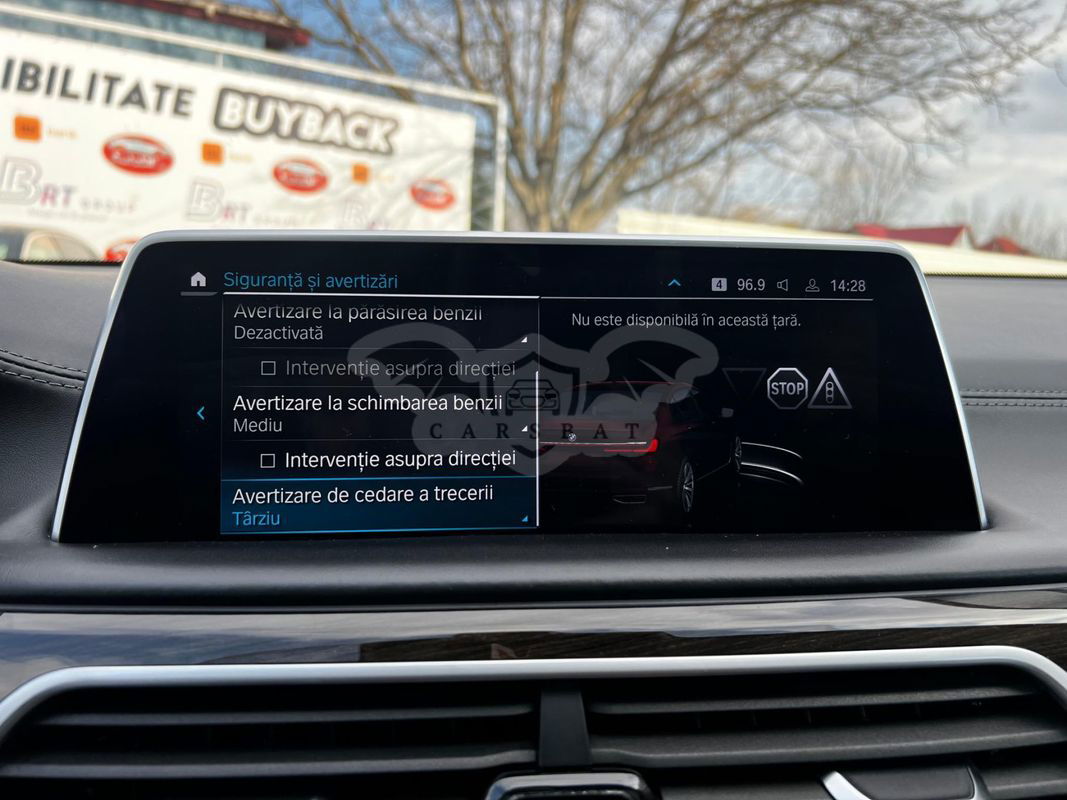 IBILITATE BUYBACK
BRT GROUP
RT
Siguranță și avertizări
4 96.9 14:28
Avertizare la părăsirea benzii
Dezactivată
Intervenție asupra direcției
Avertizare la schimbarea benzii
Mediu
Intervenție asupra direcției
Avertizare de cedare a trecerii
Târziu
Nu este disponibilă în această țară.
STOP
CARSBAT